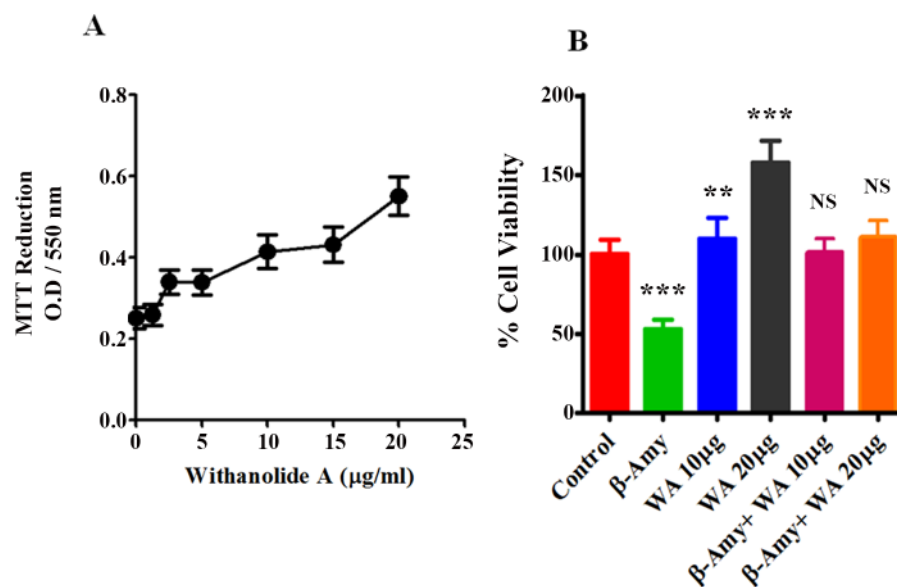 A
MTT Reduction
O.D / 550 nm
0.8
0.6
0.4
0.2
0.0
0 5 10 15 20 25
Withanolide A (µg/ml)
B
% Cell Viability
200
150
100
50
0
***
**
***
NS
NS
Control
β-Amy
WA 10µg
WA 20µg
β-Amy+ WA 10µg
β-Amy+ WA 20µg